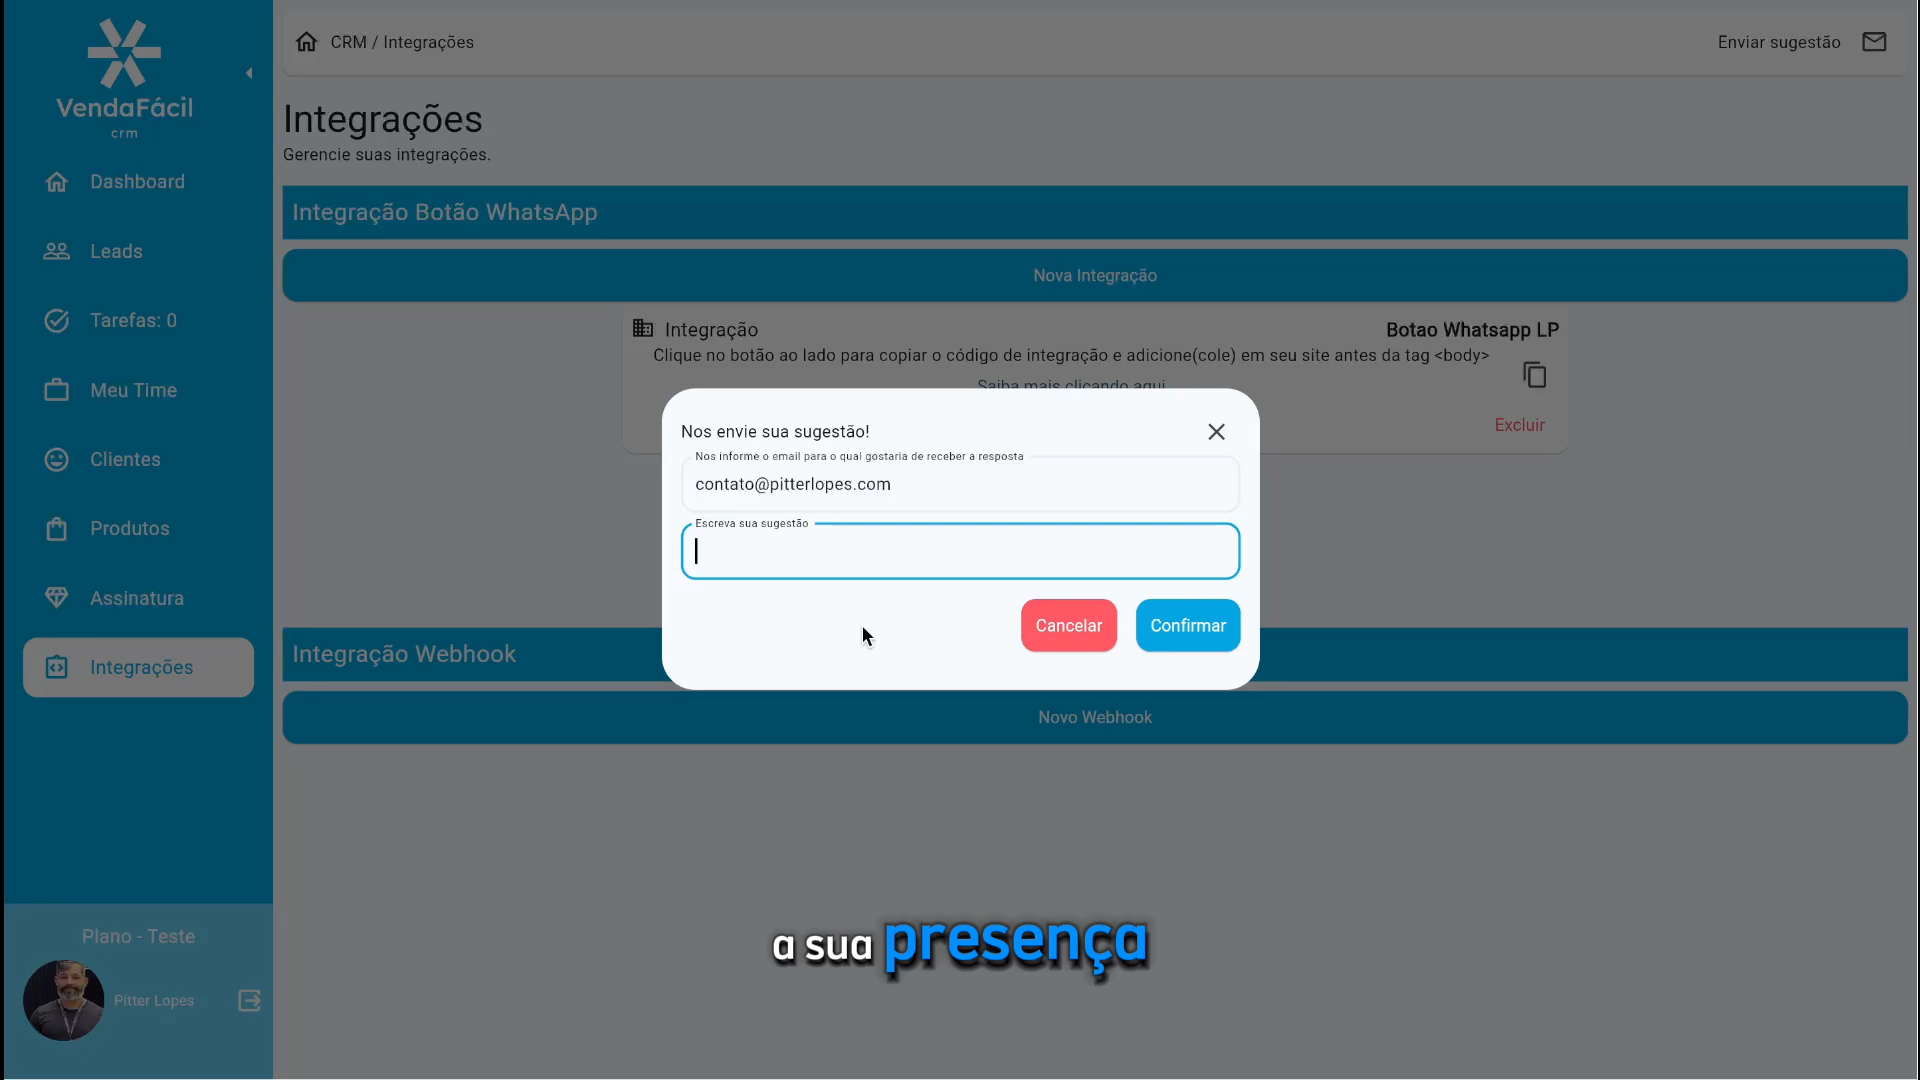 VendaFácil
crm
Dashboard
Leads
Tarefas: 0
Meu Time
Clientes
Produtos
Assinatura
Integrações
Plano - Teste
Pitter Lopes
CRM / Integrações
Enviar sugestão
Integrações
Gerencie suas integrações.
Integração Botão WhatsApp
Nova Integração
Integração
Botao Whatsapp LP
Clique no botão ao lado para copiar o código de integração e adicione(cole) em seu site antes da tag <body>
Saiba mais clicando aqui
Excluir
Nos envie sua sugestão!
Nos informe o email para o qual gostaria de receber a resposta
contato@pitterlopes.com
Escreva sua sugestão
Cancelar
Confirmar
Integração Webhook
Novo Webhook
a sua presença